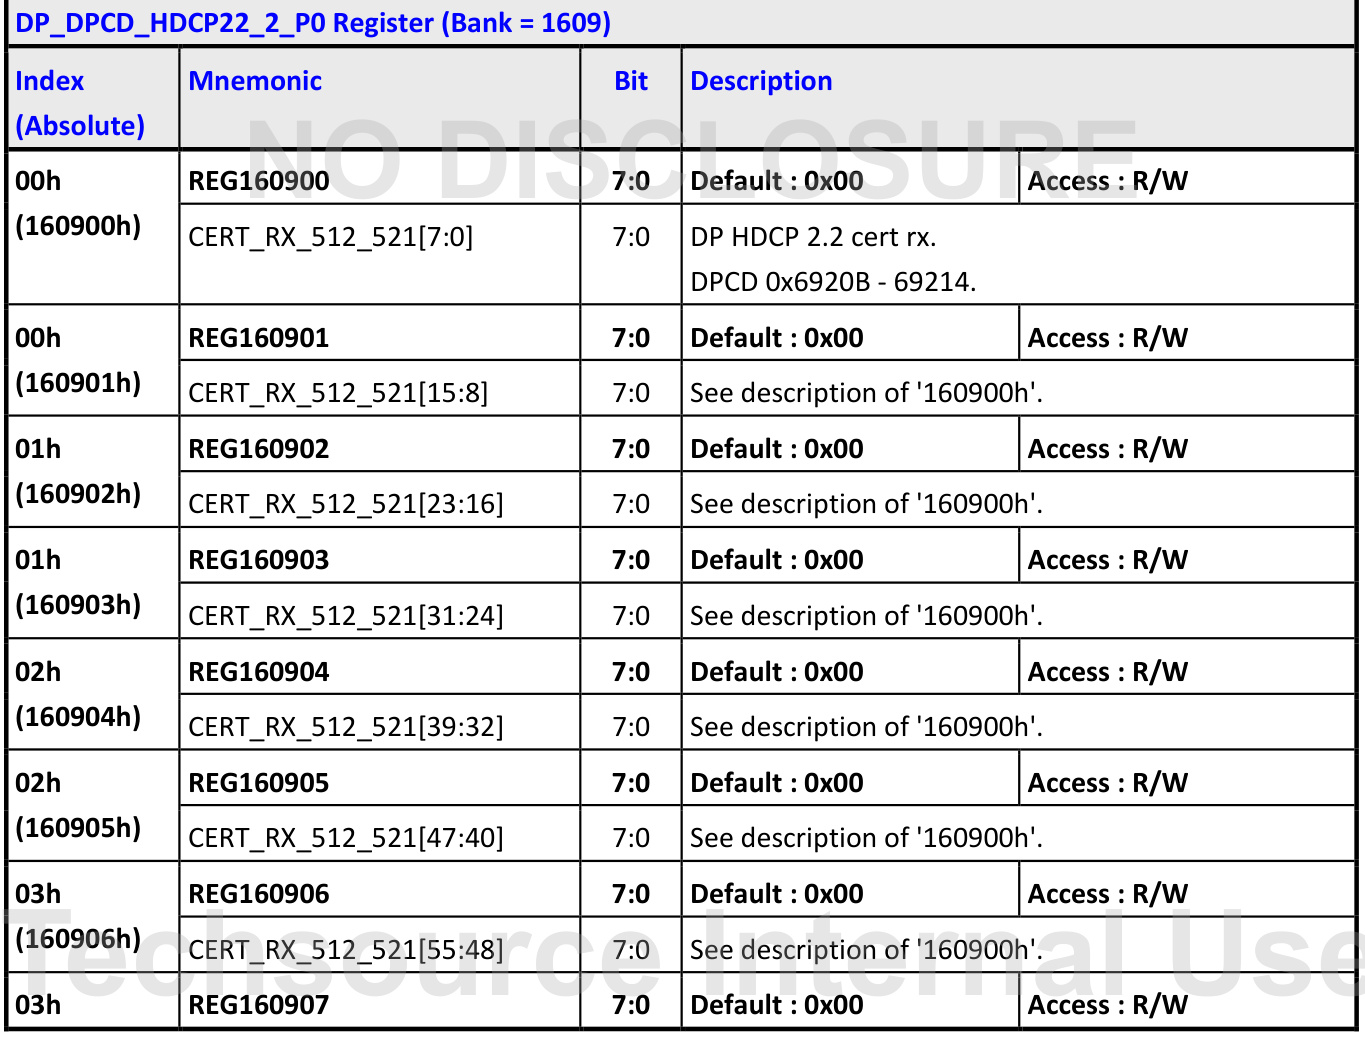 DP_DPCD_HDCP22_2_P0 Register (Bank = 1609)
Index (Absolute) Mnemonic Bit Description
NO DISCLOSURE
00h (160900h) REG160900 7:0 Default : 0x00 Access : R/W
CERT_RX_512_521[7:0] 7:0 DP HDCP 2.2 cert rx.
DPCD 0x6920B - 69214.
00h (160901h) REG160901 7:0 Default : 0x00 Access : R/W
CERT_RX_512_521[15:8] 7:0 See description of '160900h'.
01h (160902h) REG160902 7:0 Default : 0x00 Access : R/W
CERT_RX_512_521[23:16] 7:0 See description of '160900h'.
01h (160903h) REG160903 7:0 Default : 0x00 Access : R/W
CERT_RX_512_521[31:24] 7:0 See description of '160900h'.
02h (160904h) REG160904 7:0 Default : 0x00 Access : R/W
CERT_RX_512_521[39:32] 7:0 See description of '160900h'.
02h (160905h) REG160905 7:0 Default : 0x00 Access : R/W
CERT_RX_512_521[47:40] 7:0 See description of '160900h'.
03h (160906h) REG160906 7:0 Default : 0x00 Access : R/W
CERT_RX_512_521[55:48] 7:0 See description of '160900h'.
Techsource Internal Use
03h REG160907 7:0 Default : 0x00 Access : R/W